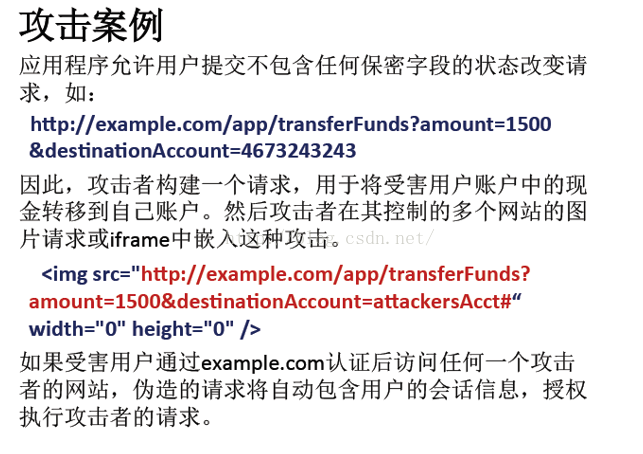 攻击案例
应用程序允许用户提交不包含任何保密字段的状态改变请
求，如：
http://example.com/app/transferFunds?amount=1500
&destinationAccount=4673243243
因此，攻击者构建一个请求，用于将受害用户账户中的现
金转移到自己账户。然后攻击者在其控制的多个网站的图
片请求或iframe中嵌入这种攻击。
<img src="http://example.com/app/transferFunds?
amount=1500&destinationAccount=attackersAcct#“
width="0" height="0" />
如果受害用户通过example.com认证后访问任何一个攻击
者的网站，伪造的请求将自动包含用户的会话信息，授权
执行攻击者的请求。